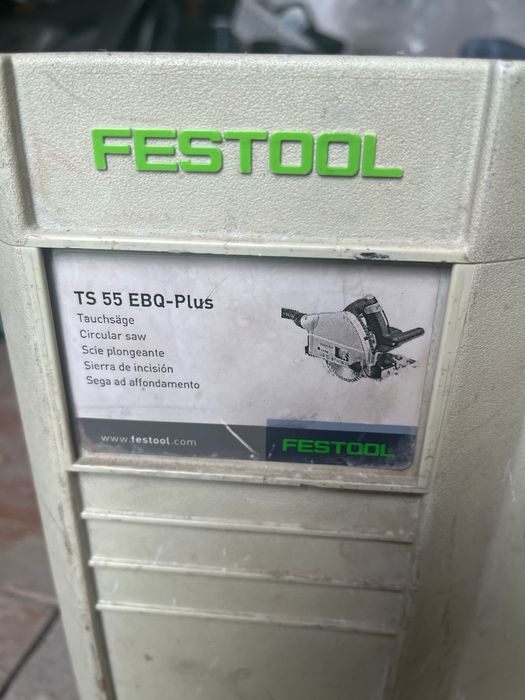 FESTOOL
TS 55 EBQ-Plus
Tauchsäge
Circular saw
Scie plongeante
Sierra de incisión
Sega ad affondamento
www.festool.com
FESTOOL